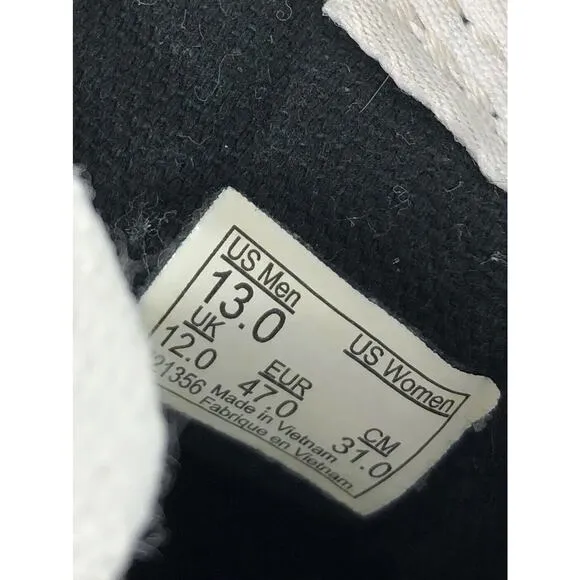 US Men US Women
13.0
UK EUR CM
12.0 47.0 31.0
21356 Made in Vietnam
Fabrique en Vietnam